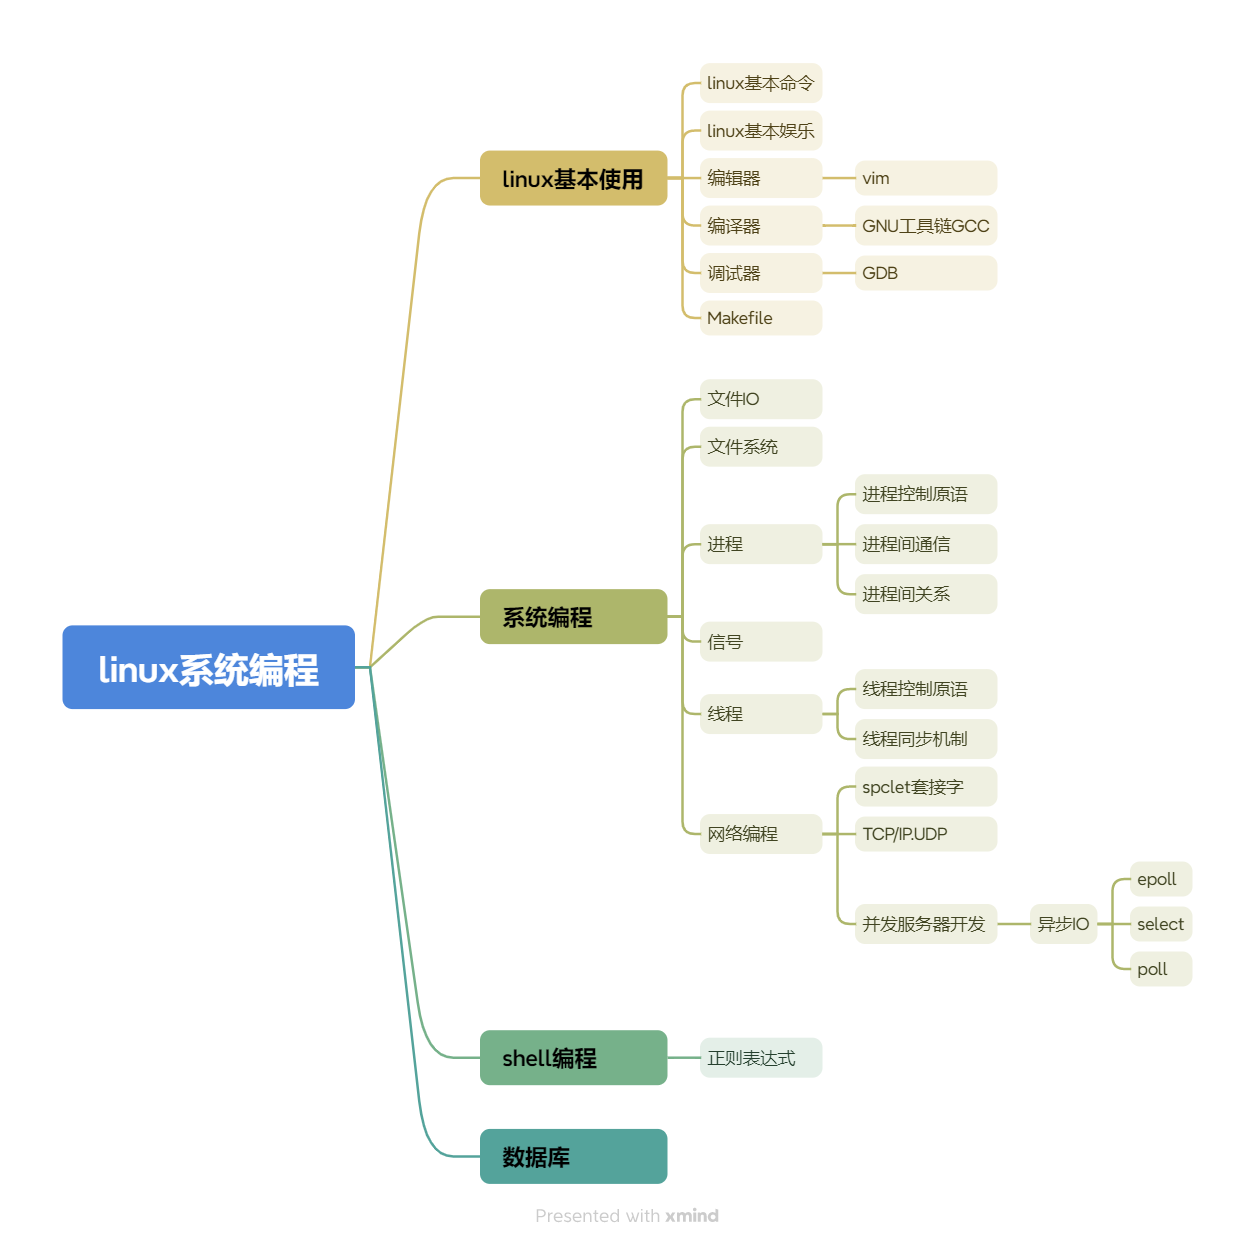 linux系统编程
linux基本使用
linux基本命令
linux基本娱乐
编辑器
vim
编译器
GNU工具链GCC
调试器
GDB
Makefile
系统编程
文件IO
文件系统
进程
进程控制原语
进程间通信
进程间关系
信号
线程
线程控制原语
线程同步机制
网络编程
spclet套接字
TCP/IP.UDP
并发服务器开发
异步IO
epoll
select
poll
shell编程
正则表达式
数据库
Presented with xmind